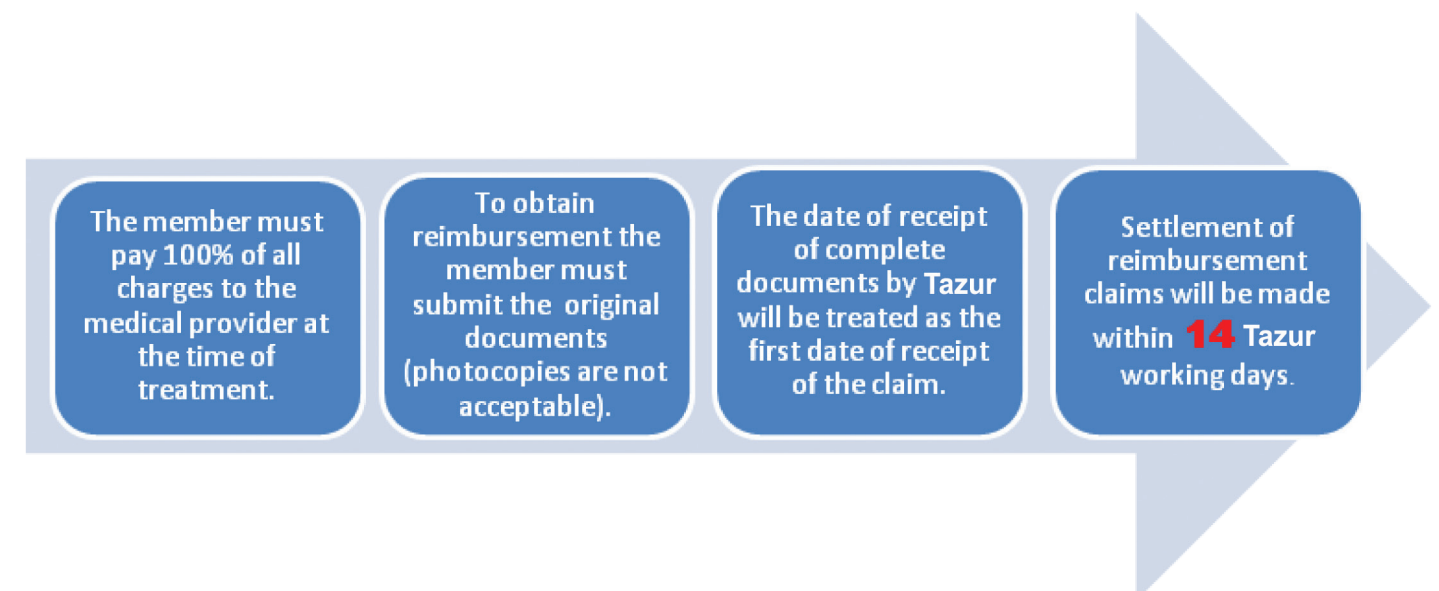 The member must
pay 100% of all
charges to the
medical provider at
the time of
treatment.
To obtain
reimbursement the
member must
submit the original
documents
(photocopies are not
acceptable).
The date of receipt
of complete
documents by Tazur
will be treated as the
first date of receipt
of the claim.
Settlement of
reimbursement
claims will be made
within 14 Tazur
working days.